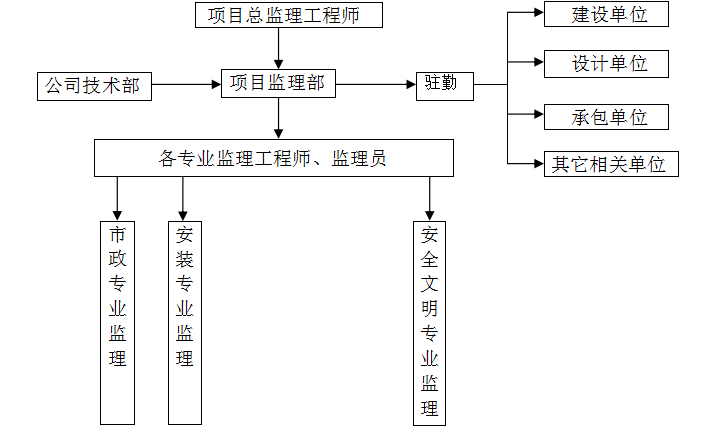 项目总监理工程师
建设单位
设计单位
公司技术部
项目监理部
驻勤
承包单位
各专业监理工程师、监理员
其它相关单位
市政专业监理
安装专业监理
安全文明专业监理